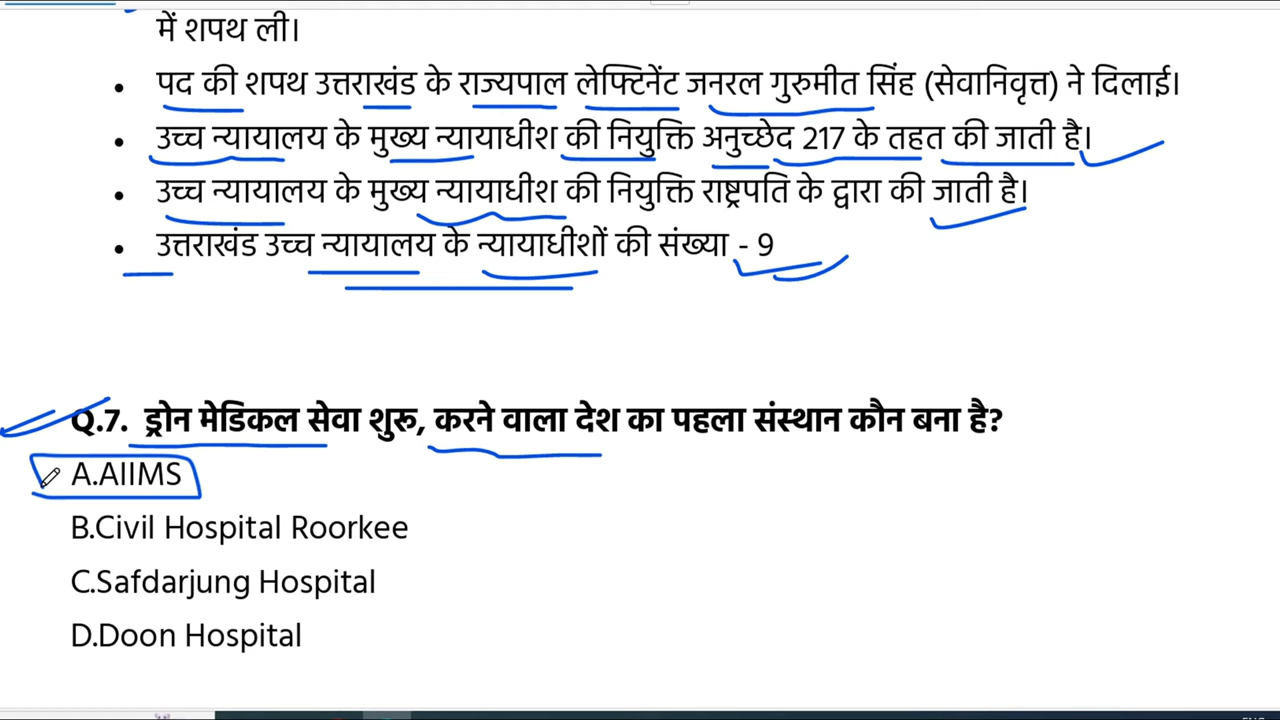 में शपथ ली।
• पद की शपथ उत्तराखंड के राज्यपाल लेफ्टिनेंट जनरल गुरुमीत सिंह (सेवानिवृत्त) ने दिलाई।
• उच्च न्यायालय के मुख्य न्यायाधीश की नियुक्ति अनुच्छेद 217 के तहत की जाती है।
• उच्च न्यायालय के मुख्य न्यायाधीश की नियुक्ति राष्ट्रपति के द्वारा की जाती है।
• उत्तराखंड उच्च न्यायालय के न्यायाधीशों की संख्या - 9
Q.7. ड्रोन मेडिकल सेवा शुरू, करने वाला देश का पहला संस्थान कौन बना है?
A.AIIMS
B.Civil Hospital Roorkee
C.Safdarjung Hospital
D.Doon Hospital